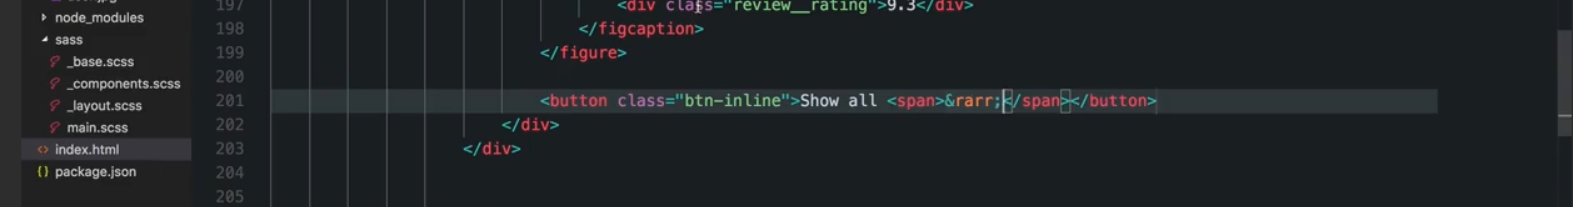 node_modules
sass
_base.scss
_components.scss
_layout.scss
main.scss
index.html
{} package.json
197 <div class="review__rating">9.3</div>
198 </figcaption>
199 </figure>
200
201 <button class="btn-inline">Show all <span>&rarr;</span></button>
202 </div>
203 </div>
204
205